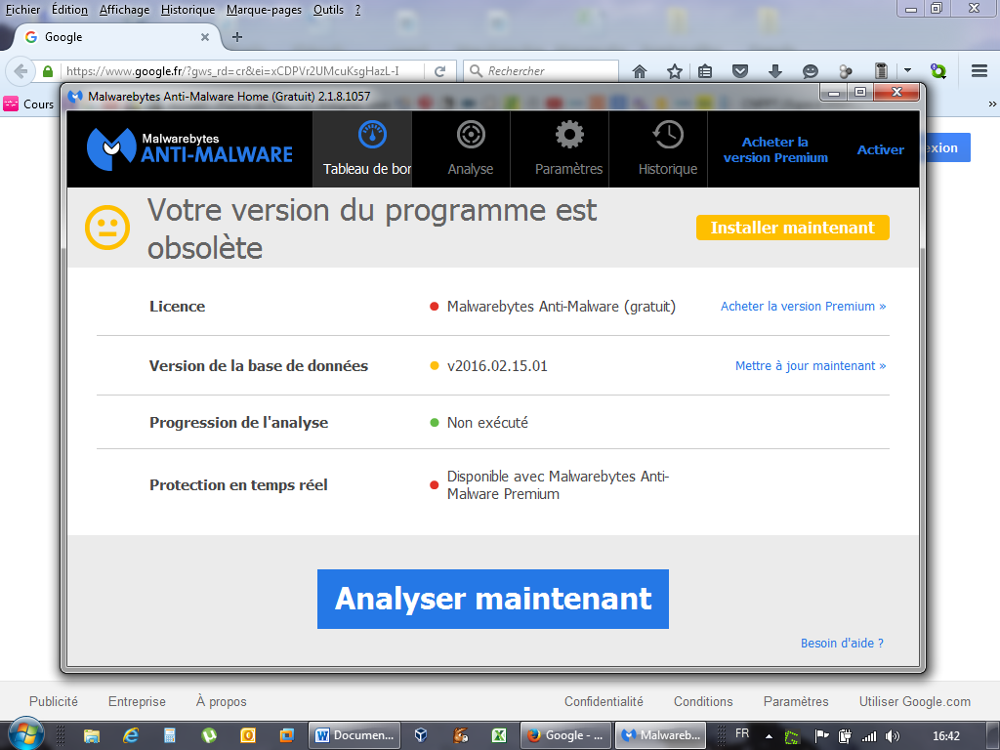 Fichier Édition Affichage Historique Marque-pages Outils ?
Google
https://www.google.fr/?gws_rd=cr&ei=xCDPVr2UMcuKsgHazL-I
Rechercher
Cours
»
Malwarebytes Anti-Malware Home (Gratuit) 2.1.8.1057
Malwarebytes
ANTI-MALWARE
Tableau de bor
Analyse
Paramètres
Historique
Acheter la
version Premium
Activer
exion
Votre version du programme est
obsolète
Installer maintenant
Licence
Malwarebytes Anti-Malware (gratuit)
Acheter la version Premium »
Version de la base de données
v2016.02.15.01
Mettre à jour maintenant »
Progression de l'analyse
Non exécuté
Protection en temps réel
Disponible avec Malwarebytes Anti-
Malware Premium
Analyser maintenant
Besoin d'aide ?
Publicité Entreprise À propos Confidentialité Conditions Paramètres Utiliser Google.com
Documen... Google - ... Malwareb... FR 16:42